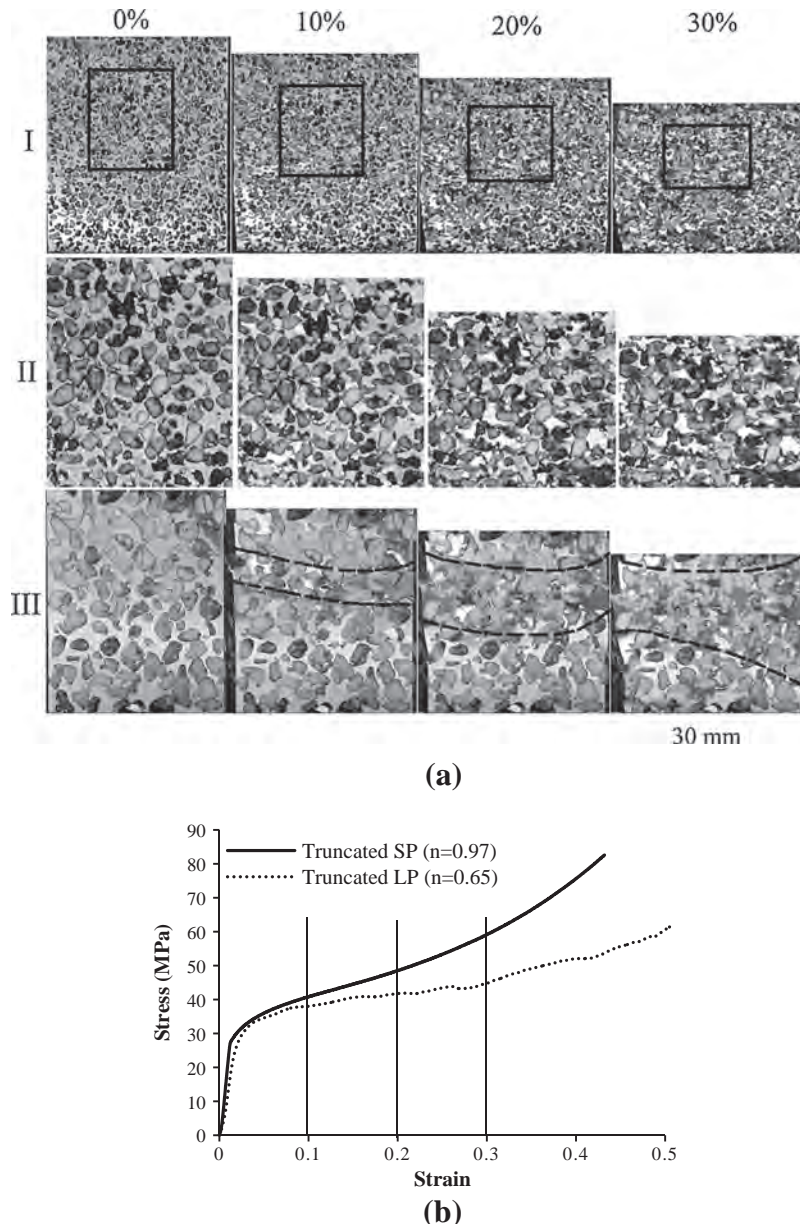 0% 10% 20% 30%
I
II
III
30 mm
(a)
90
80
70
60
50
40
30
20
10
0
Stress (MPa)
Truncated SP (n=0.97)
Truncated LP (n=0.65)
0 0.1 0.2 0.3 0.4 0.5
Strain
(b)